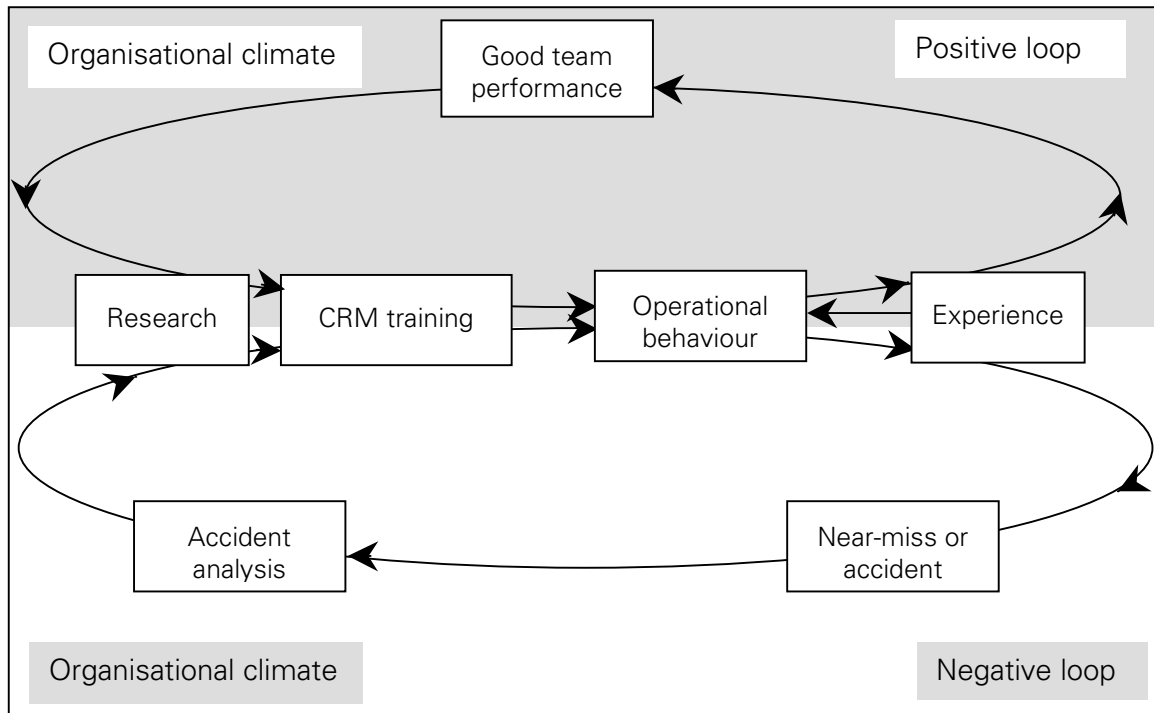 Organisational climate
Good team
performance
Positive loop
Research
CRM training
Operational
behaviour
Experience
Accident
analysis
Near-miss or
accident
Organisational climate
Negative loop